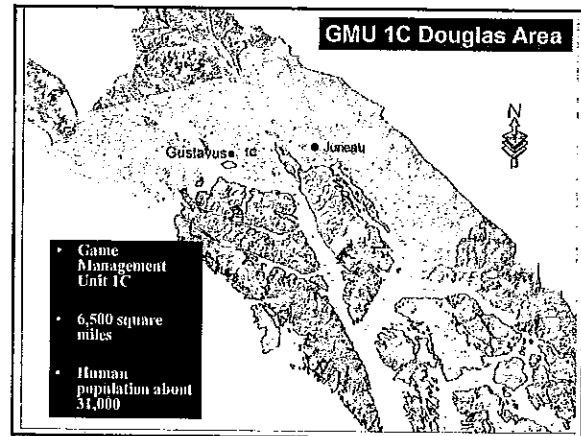 GMU 1C Douglas Area
N
Gustavus
1c
Juneau
• Game
Management
Unit 1C
• 6,500 square
miles
• Human
population about
31,000